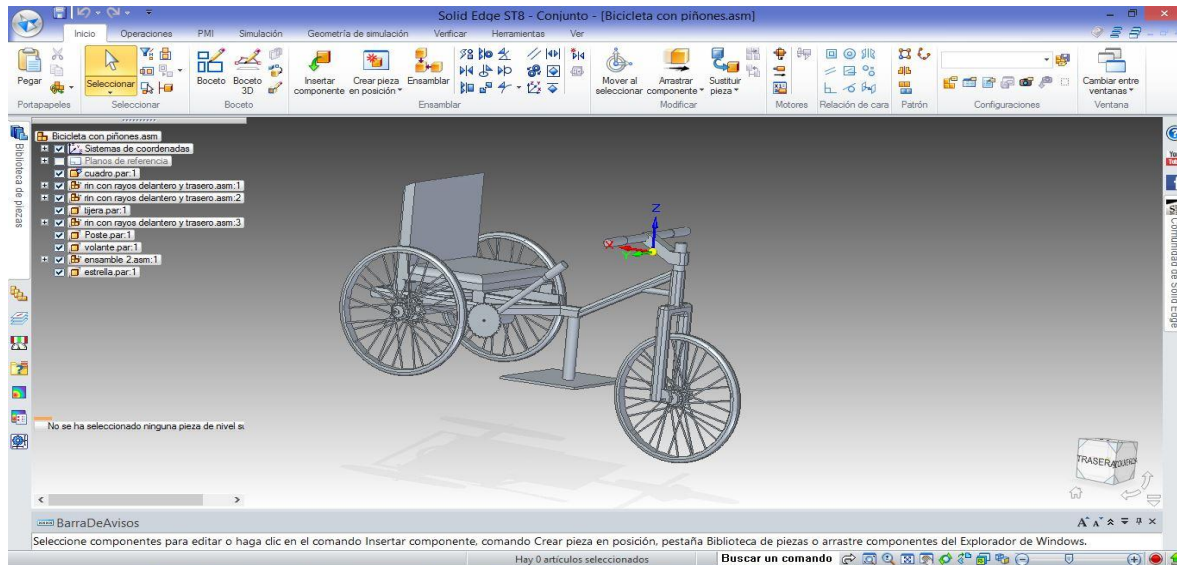 Solid Edge ST8 - Conjunto - [Bicicleta con piñones.asm]
Inicio Operaciones PMI Simulación Geometría de simulación Verificar Herramientas Ver
Pegar
Seleccionar
Boceto
Boceto 3D
Insertar componente
Crear pieza en posición
Ensamblar
Mover al seleccionar
Arrastrar componente
Sustituir pieza
Cambiar entre ventanas
Portapapeles Seleccionar Boceto Ensamblar Modificar Motores Relación de cara Patrón Configuraciones Ventana
Biblioteca de piezas
Bicicleta con piñones.asm
Sistemas de coordenadas
Planos de referencia
cuadro.par:1
rin con rayos delantero y trasero.asm:1
rin con rayos delantero y trasero.asm:2
tijera.par:1
rin con rayos delantero y trasero.asm:3
Poste.par:1
volante.par:1
ensamble 2.asm:1
estrella.par:1
Z
X
Y
You
Tube
Comunidad de Solid Edge
No se ha seleccionado ninguna pieza de nivel su
TRASERA
BarraDeAvisos
Seleccione componentes para editar o haga clic en el comando Insertar componente, comando Crear pieza en posición, pestaña Biblioteca de piezas o arrastre componentes del Explorador de Windows.
Hay 0 artículos seleccionados
Buscar un comando